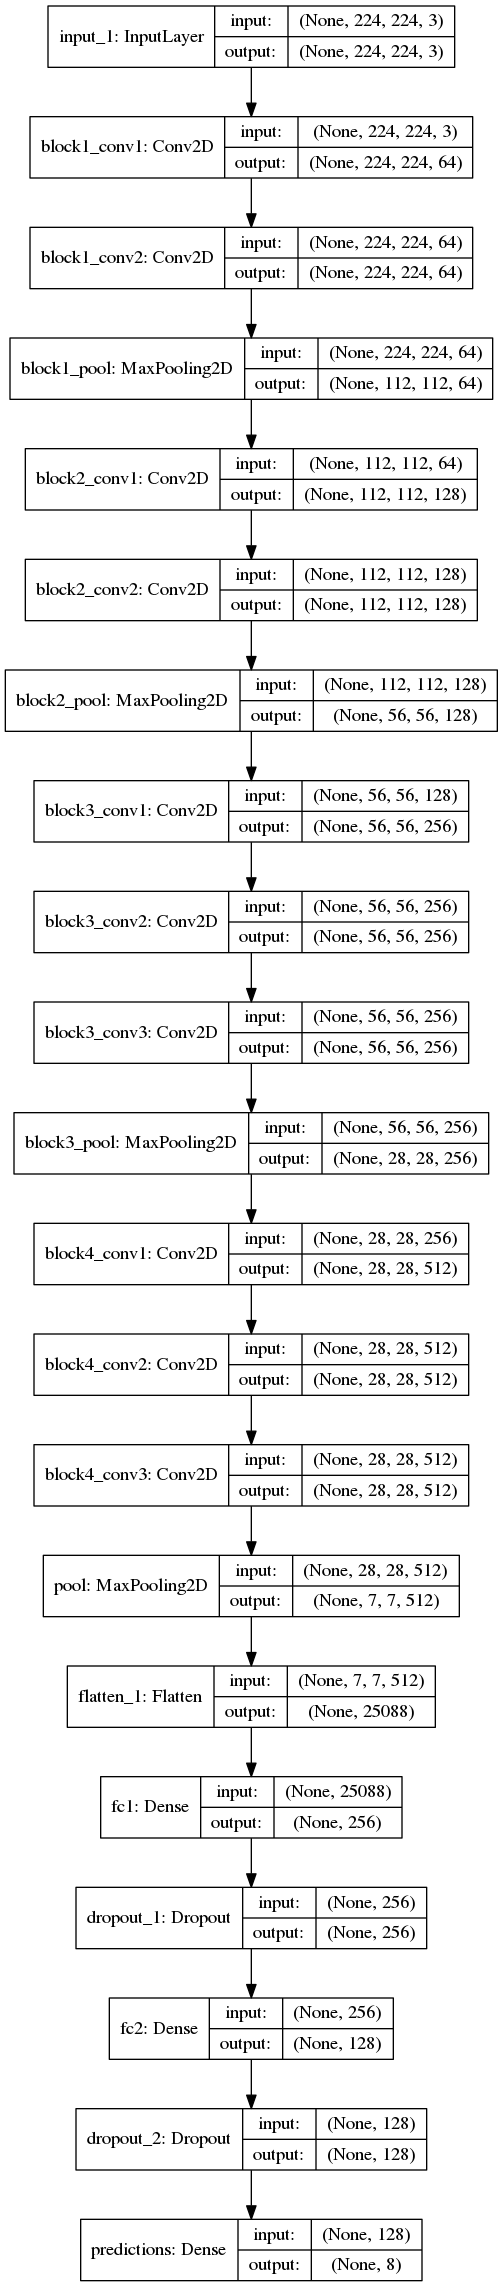 input_1: InputLayer
input: (None, 224, 224, 3)
output: (None, 224, 224, 3)
block1_conv1: Conv2D
input: (None, 224, 224, 3)
output: (None, 224, 224, 64)
block1_conv2: Conv2D
input: (None, 224, 224, 64)
output: (None, 224, 224, 64)
block1_pool: MaxPooling2D
input: (None, 224, 224, 64)
output: (None, 112, 112, 64)
block2_conv1: Conv2D
input: (None, 112, 112, 64)
output: (None, 112, 112, 128)
block2_conv2: Conv2D
input: (None, 112, 112, 128)
output: (None, 112, 112, 128)
block2_pool: MaxPooling2D
input: (None, 112, 112, 128)
output: (None, 56, 56, 128)
block3_conv1: Conv2D
input: (None, 56, 56, 128)
output: (None, 56, 56, 256)
block3_conv2: Conv2D
input: (None, 56, 56, 256)
output: (None, 56, 56, 256)
block3_conv3: Conv2D
input: (None, 56, 56, 256)
output: (None, 56, 56, 256)
block3_pool: MaxPooling2D
input: (None, 56, 56, 256)
output: (None, 28, 28, 256)
block4_conv1: Conv2D
input: (None, 28, 28, 256)
output: (None, 28, 28, 512)
block4_conv2: Conv2D
input: (None, 28, 28, 512)
output: (None, 28, 28, 512)
block4_conv3: Conv2D
input: (None, 28, 28, 512)
output: (None, 28, 28, 512)
pool: MaxPooling2D
input: (None, 28, 28, 512)
output: (None, 7, 7, 512)
flatten_1: Flatten
input: (None, 7, 7, 512)
output: (None, 25088)
fc1: Dense
input: (None, 25088)
output: (None, 256)
dropout_1: Dropout
input: (None, 256)
output: (None, 256)
fc2: Dense
input: (None, 256)
output: (None, 128)
dropout_2: Dropout
input: (None, 128)
output: (None, 128)
predictions: Dense
input: (None, 128)
output: (None, 8)